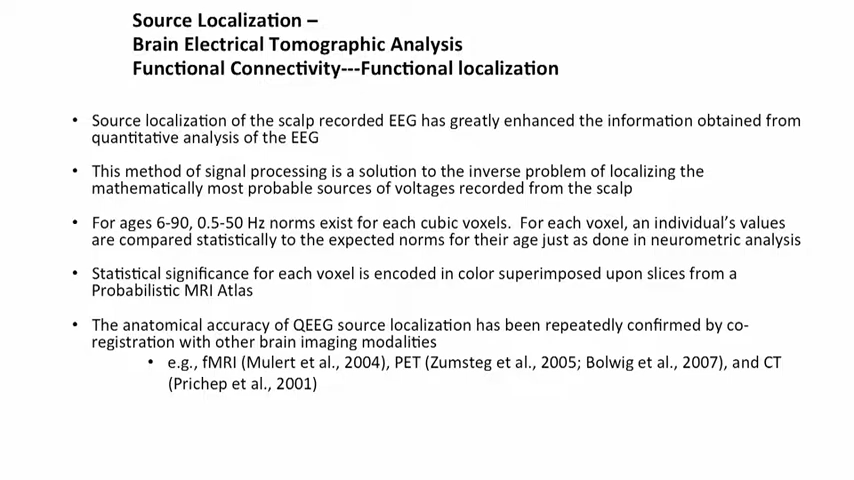 Source Localization –
Brain Electrical Tomographic Analysis
Functional Connectivity---Functional localization
• Source localization of the scalp recorded EEG has greatly enhanced the information obtained from
quantitative analysis of the EEG
• This method of signal processing is a solution to the inverse problem of localizing the
mathematically most probable sources of voltages recorded from the scalp
• For ages 6-90, 0.5-50 Hz norms exist for each cubic voxels.  For each voxel, an individual’s values
are compared statistically to the expected norms for their age just as done in neurometric analysis
• Statistical significance for each voxel is encoded in color superimposed upon slices from a
Probabilistic MRI Atlas
• The anatomical accuracy of QEEG source localization has been repeatedly confirmed by co-
registration with other brain imaging modalities
• e.g., fMRI (Mulert et al., 2004), PET (Zumsteg et al., 2005; Bolwig et al., 2007), and CT
(Prichep et al., 2001)